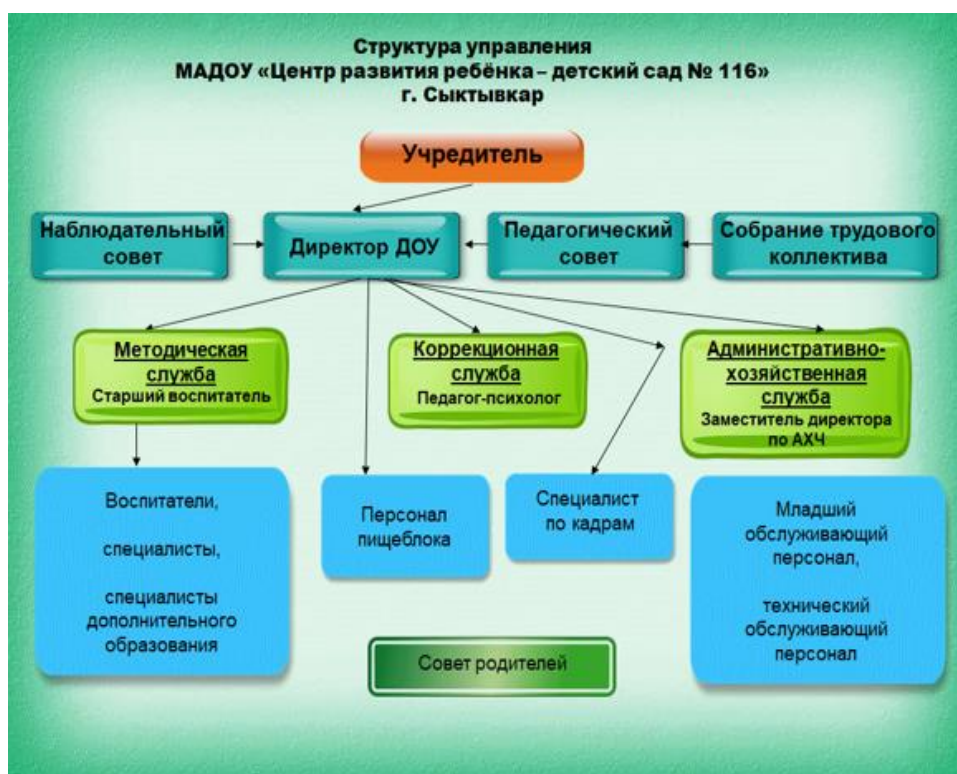 Структура управления
МАДОУ «Центр развития ребёнка – детский сад № 116»
г. Сыктывкар
Учредитель
Наблюдательный
совет
Директор ДОУ
Педагогический
совет
Собрание трудового
коллектива
Методическая
служба
Старший воспитатель
Коррекционная
служба
Педагог-психолог
Административно-
хозяйственная
служба
Заместитель директора
по АХЧ
Воспитатели,
специалисты,
специалисты
дополнительного
образования
Персонал
пищеблока
Специалист
по кадрам
Младший
обслуживающий
персонал,
технический
обслуживающий
персонал
Совет родителей